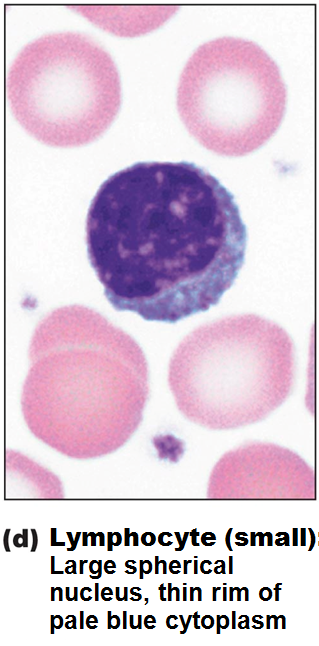 (d) Lymphocyte (small):
Large spherical
nucleus, thin rim of
pale blue cytoplasm